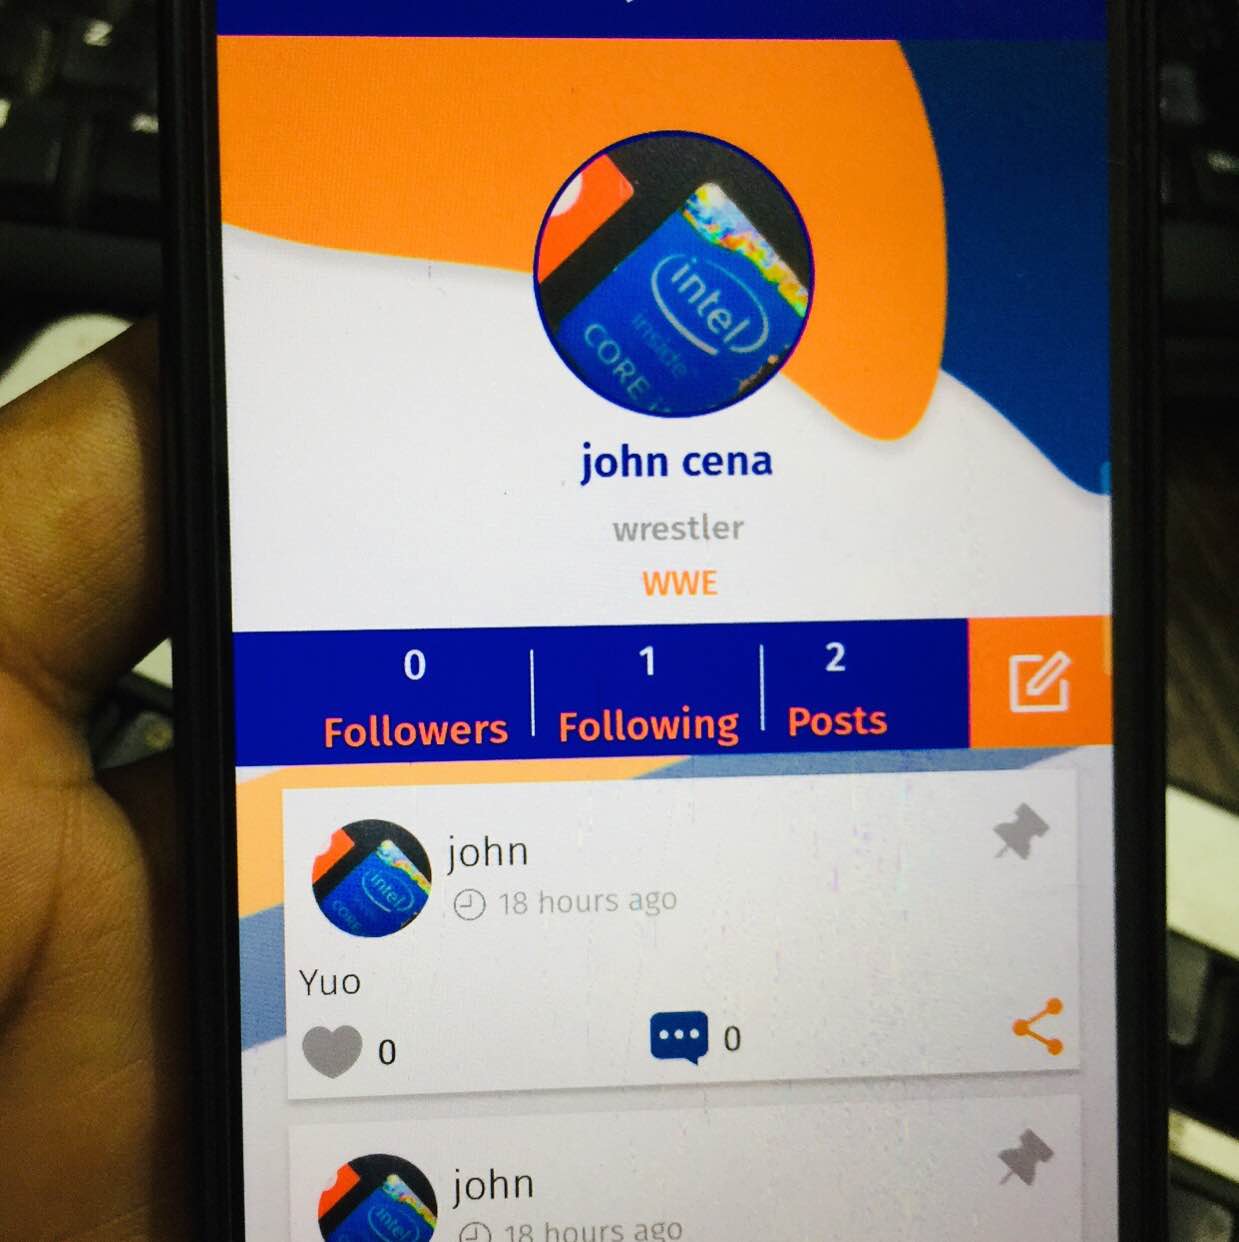 intel
inside
CORE i
john cena
wrestler
WWE
0 1 2
Followers Following Posts
john
18 hours ago
intel
CORE
Yuo
0 0
john
18 hours ago
intel